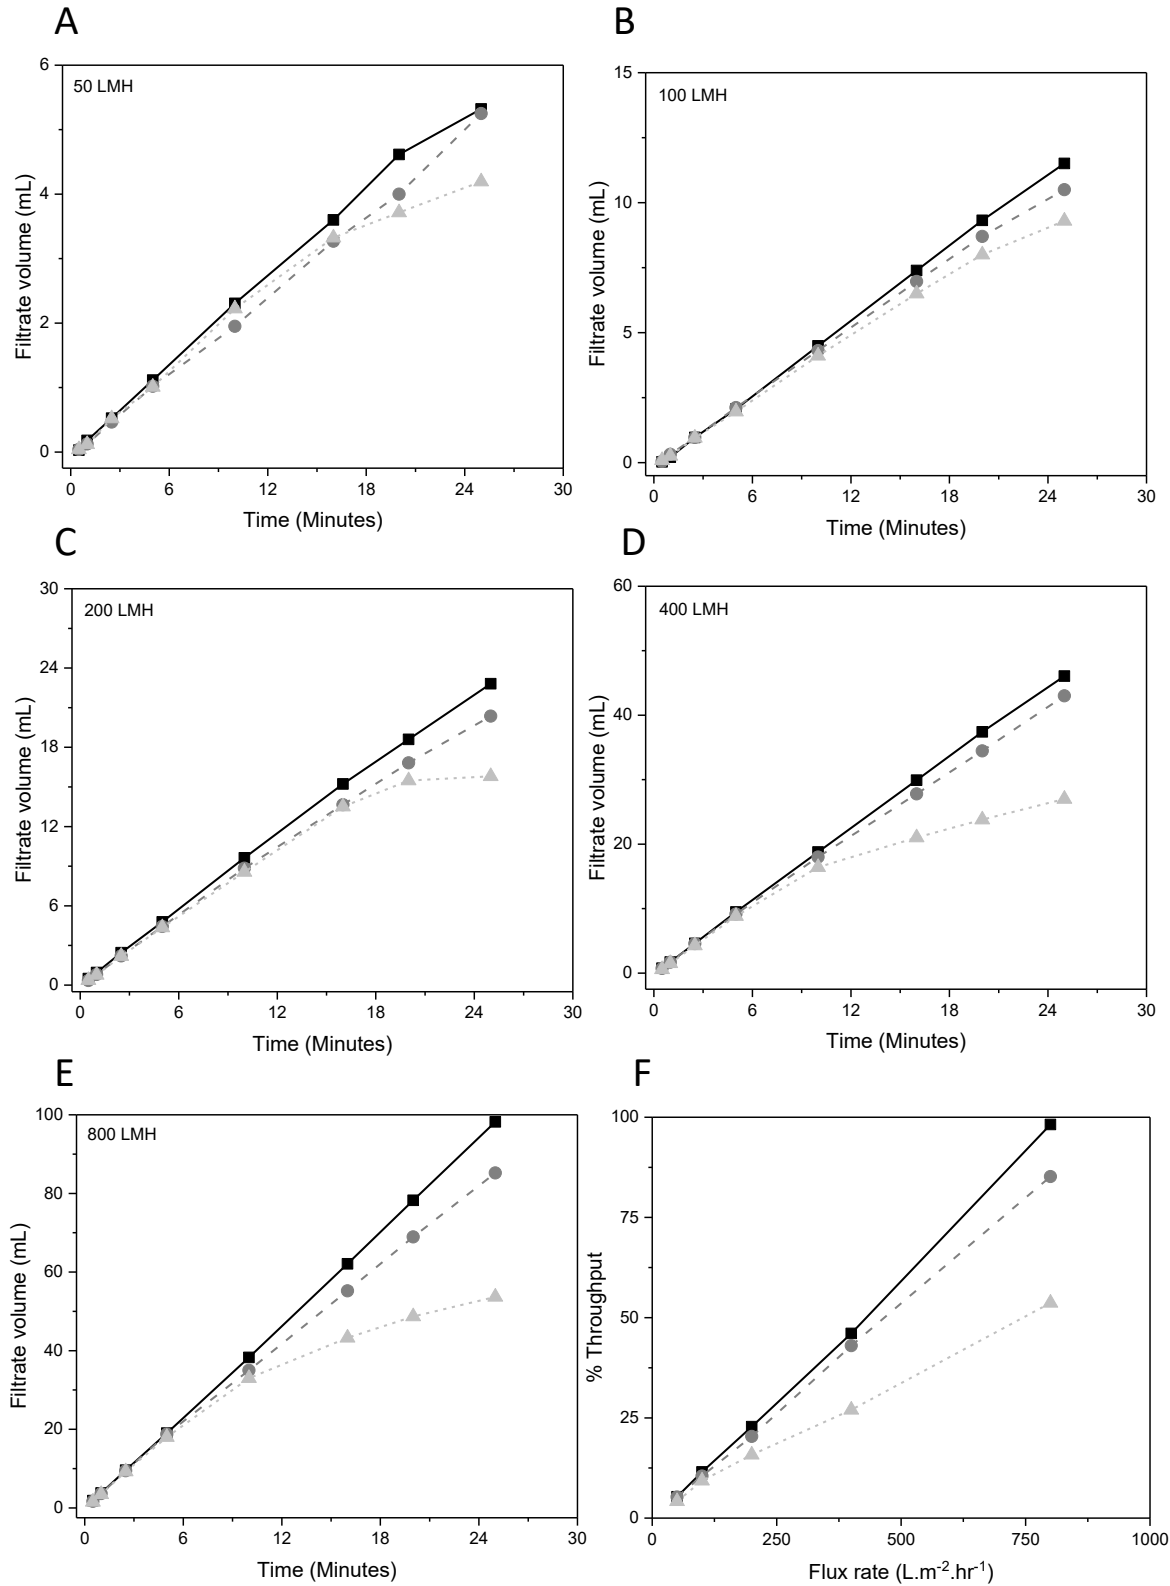 A
50 LMH
6
4
2
0
Filtrate volume (mL)
0 6 12 18 24 30
Time (Minutes)
B
100 LMH
15
10
5
0
Filtrate volume (mL)
0 6 12 18 24 30
Time (Minutes)
C
200 LMH
30
24
18
12
6
0
Filtrate volume (mL)
0 6 12 18 24 30
Time (Minutes)
D
400 LMH
60
40
20
0
Filtrate volume (mL)
0 6 12 18 24 30
Time (Minutes)
E
800 LMH
100
80
60
40
20
0
Filtrate volume (mL)
0 6 12 18 24 30
Time (Minutes)
F
100
75
50
25
0
% Throughput
0 250 500 750 1000
Flux rate (L.m⁻².hr⁻¹)